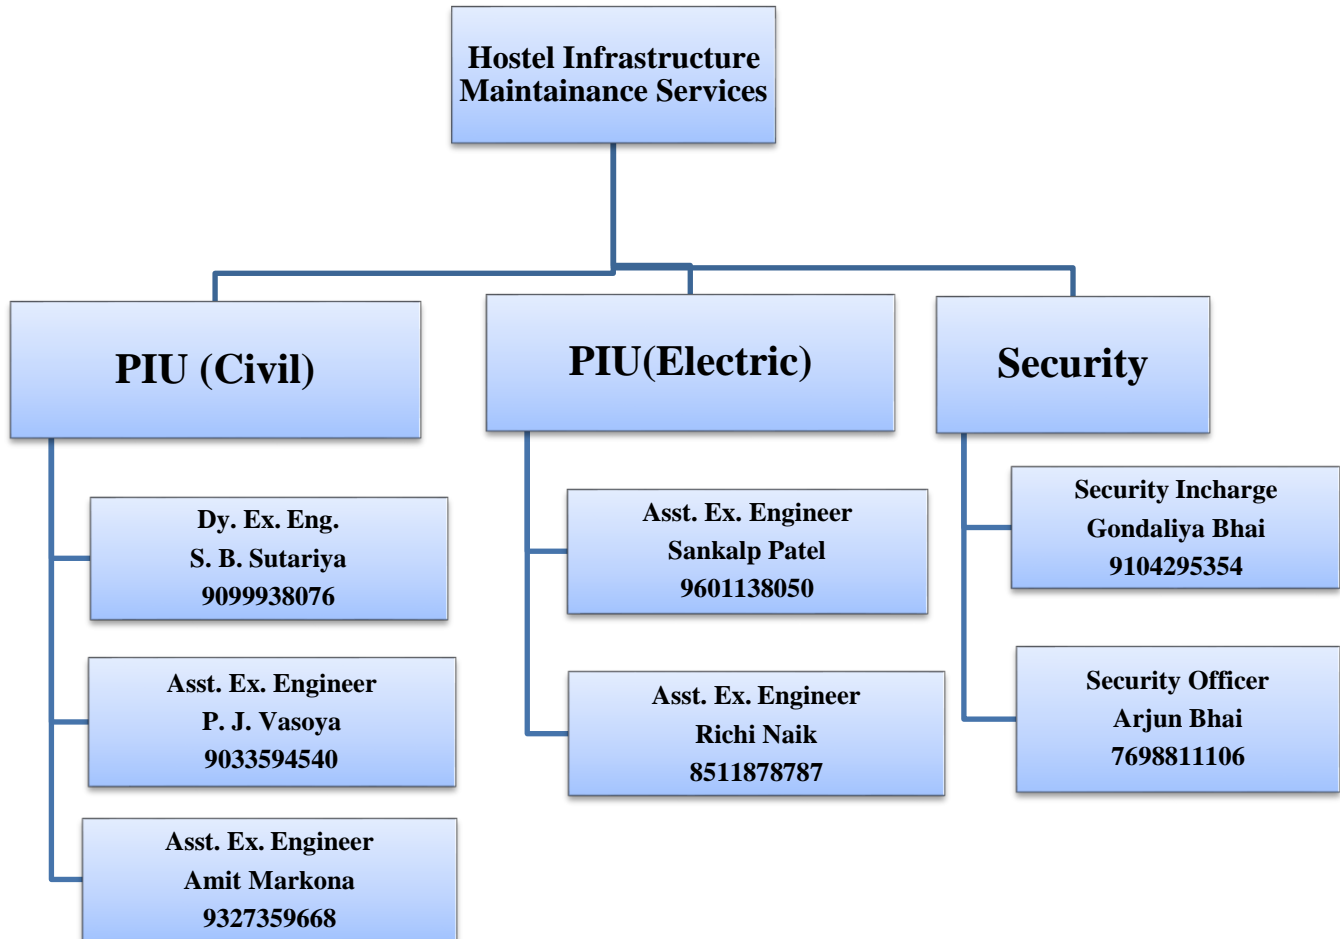 Hostel Infrastructure
Maintainance Services
PIU (Civil)
Dy. Ex. Eng.
S. B. Sutariya
9099938076
Asst. Ex. Engineer
P. J. Vasoya
9033594540
Asst. Ex. Engineer
Amit Markona
9327359668
PIU(Electric)
Asst. Ex. Engineer
Sankalp Patel
9601138050
Asst. Ex. Engineer
Richi Naik
8511878787
Security
Security Incharge
Gondaliya Bhai
9104295354
Security Officer
Arjun Bhai
7698811106